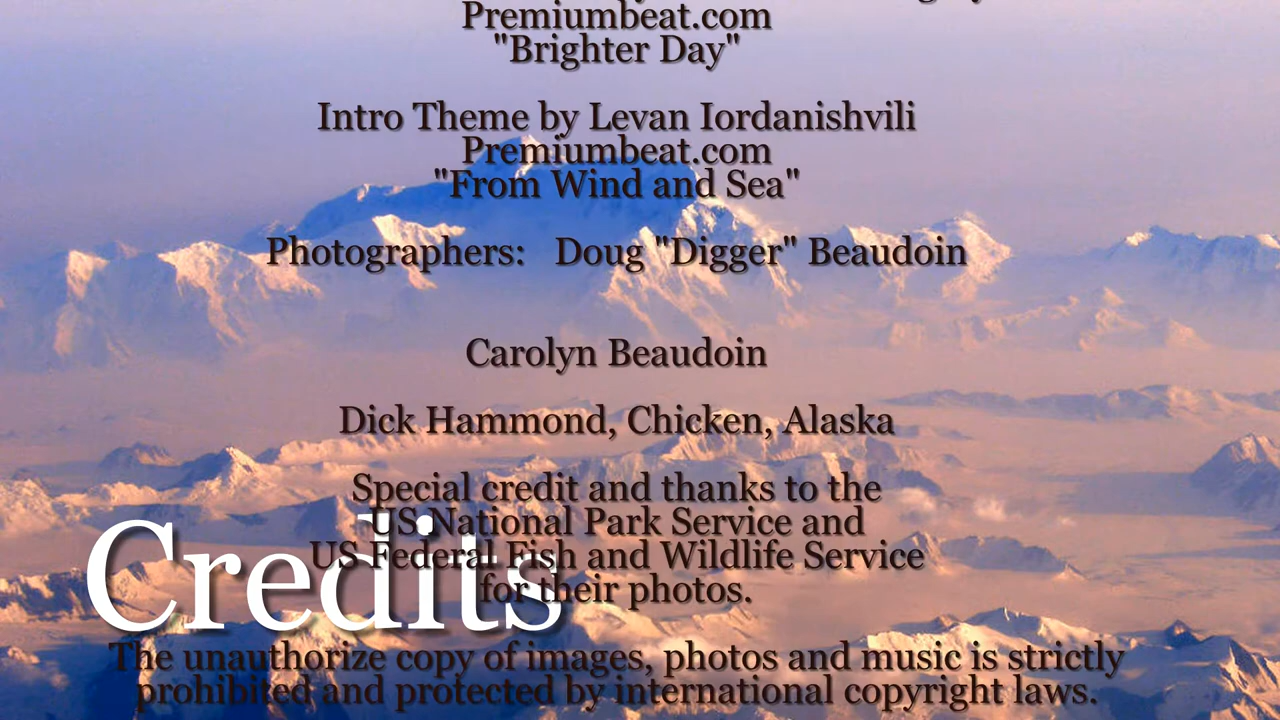 Premiumbeat.com
"Brighter Day"
Intro Theme by Levan Iordanishvili
Premiumbeat.com
"From Wind and Sea"
Photographers: Doug "Digger" Beaudoin
Carolyn Beaudoin
Dick Hammond, Chicken, Alaska
Special credit and thanks to the
US National Park Service and
US Federal Fish and Wildlife Service
for their photos.
Credits
The unauthorize copy of images, photos and music is strictly
prohibited and protected by international copyright laws.